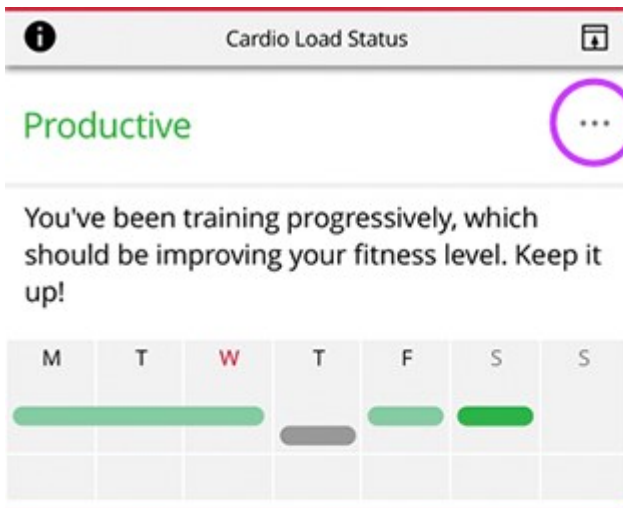 Cardio Load Status
Productive
...
You've been training progressively, which
should be improving your fitness level. Keep it
up!
M T W T F S S